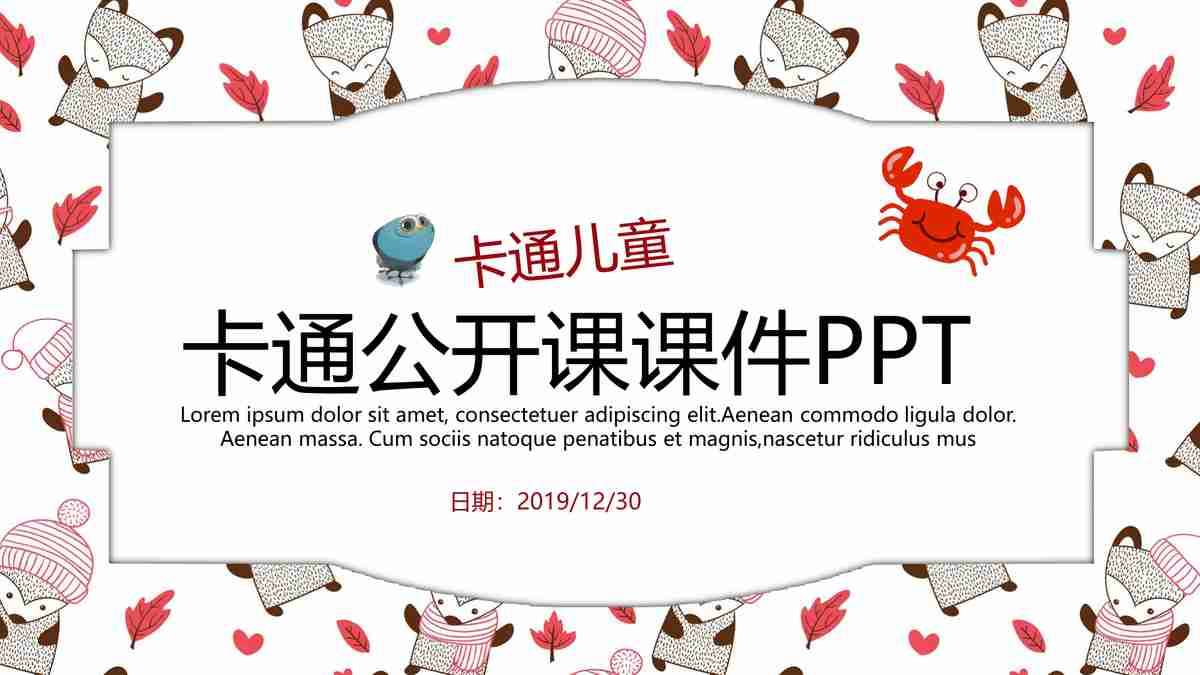 卡通儿童
卡通公开课课件PPT
Lorem ipsum dolor sit amet, consectetuer adipiscing elit.Aenean commodo ligula dolor.
Aenean massa. Cum sociis natoque penatibus et magnis,nascetur ridiculus mus
日期：2019/12/30